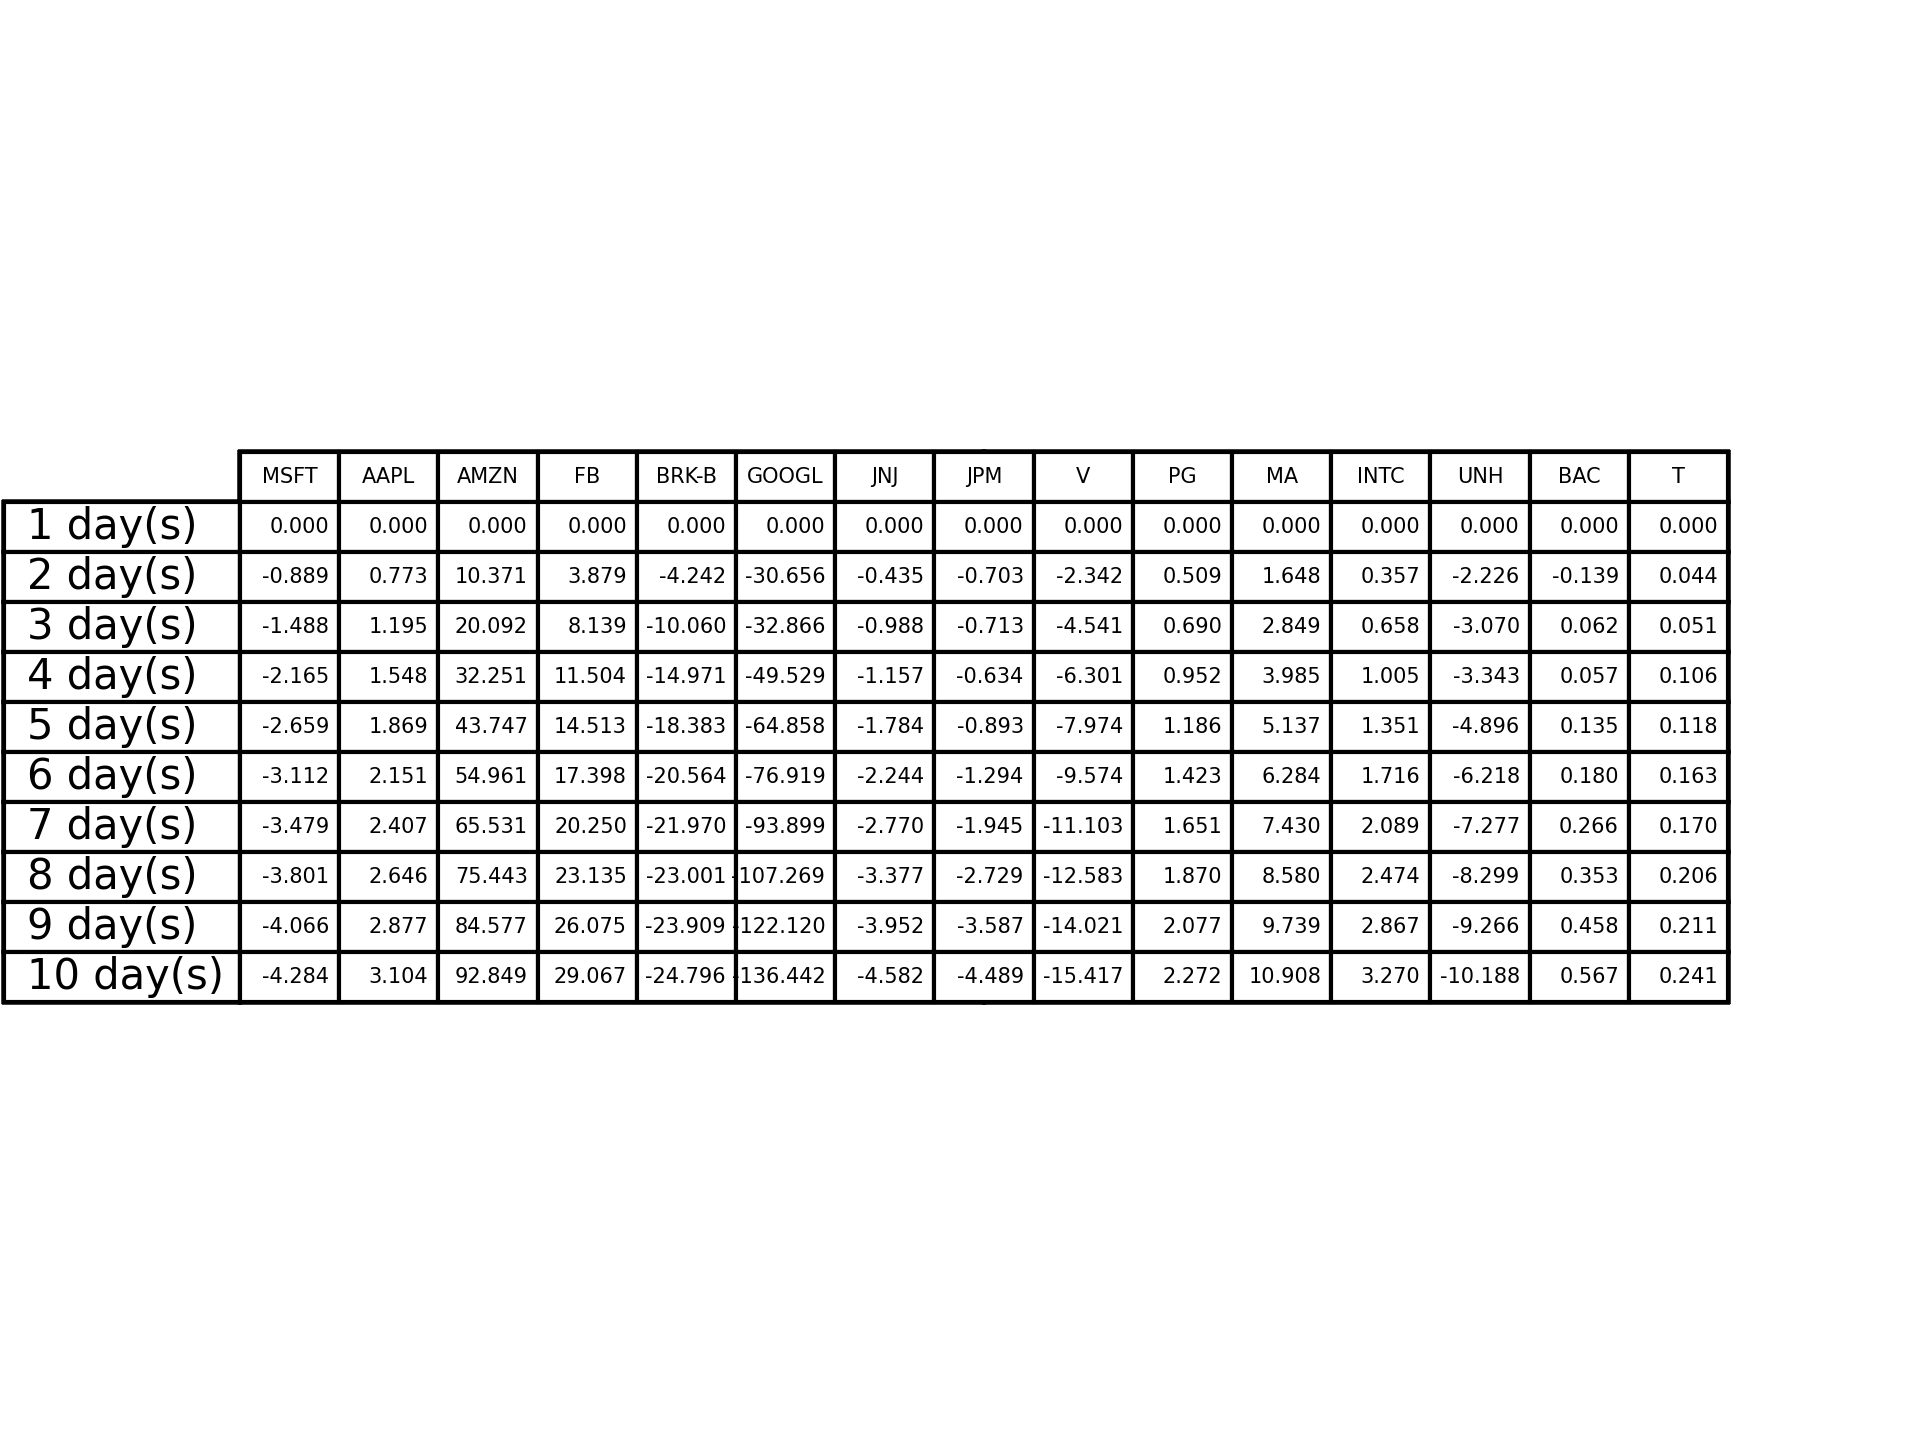 MSFT AAPL AMZN FB BRK-B GOOGL JNJ JPM V PG MA INTC UNH BAC T
1 day(s) 0.000 0.000 0.000 0.000 0.000 0.000 0.000 0.000 0.000 0.000 0.000 0.000 0.000 0.000 0.000
2 day(s) -0.889 0.773 10.371 3.879 -4.242 -30.656 -0.435 -0.703 -2.342 0.509 1.648 0.357 -2.226 -0.139 0.044
3 day(s) -1.488 1.195 20.092 8.139 -10.060 -32.866 -0.988 -0.713 -4.541 0.690 2.849 0.658 -3.070 0.062 0.051
4 day(s) -2.165 1.548 32.251 11.504 -14.971 -49.529 -1.157 -0.634 -6.301 0.952 3.985 1.005 -3.343 0.057 0.106
5 day(s) -2.659 1.869 43.747 14.513 -18.383 -64.858 -1.784 -0.893 -7.974 1.186 5.137 1.351 -4.896 0.135 0.118
6 day(s) -3.112 2.151 54.961 17.398 -20.564 -76.919 -2.244 -1.294 -9.574 1.423 6.284 1.716 -6.218 0.180 0.163
7 day(s) -3.479 2.407 65.531 20.250 -21.970 -93.899 -2.770 -1.945 -11.103 1.651 7.430 2.089 -7.277 0.266 0.170
8 day(s) -3.801 2.646 75.443 23.135 -23.001 -107.269 -3.377 -2.729 -12.583 1.870 8.580 2.474 -8.299 0.353 0.206
9 day(s) -4.066 2.877 84.577 26.075 -23.909 -122.120 -3.952 -3.587 -14.021 2.077 9.739 2.867 -9.266 0.458 0.211
10 day(s) -4.284 3.104 92.849 29.067 -24.796 -136.442 -4.582 -4.489 -15.417 2.272 10.908 3.270 -10.188 0.567 0.241